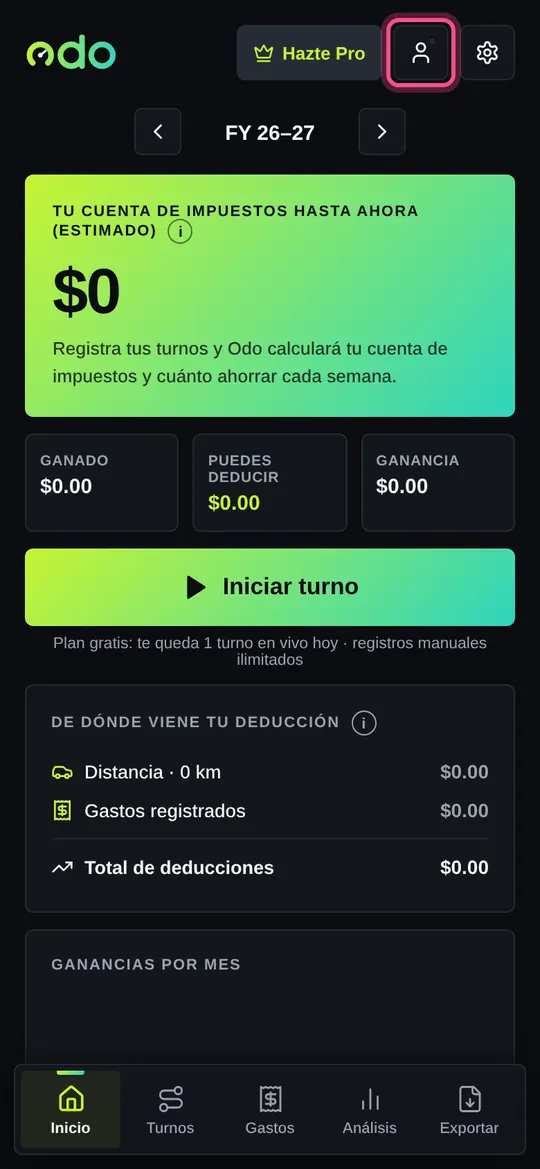 odo
Hazte Pro
FY 26–27
TU CUENTA DE IMPUESTOS HASTA AHORA
(ESTIMADO) i
$0
Registra tus turnos y Odo calculará tu cuenta de
impuestos y cuánto ahorrar cada semana.
GANADO
$0.00
PUEDES
DEDUCIR
$0.00
GANANCIA
$0.00
Iniciar turno
Plan gratis: te queda 1 turno en vivo hoy · registros manuales
ilimitados
DE DÓNDE VIENE TU DEDUCCIÓN i
Distancia · 0 km $0.00
Gastos registrados $0.00
Total de deducciones $0.00
GANANCIAS POR MES
Inicio
Turnos
Gastos
Análisis
Exportar